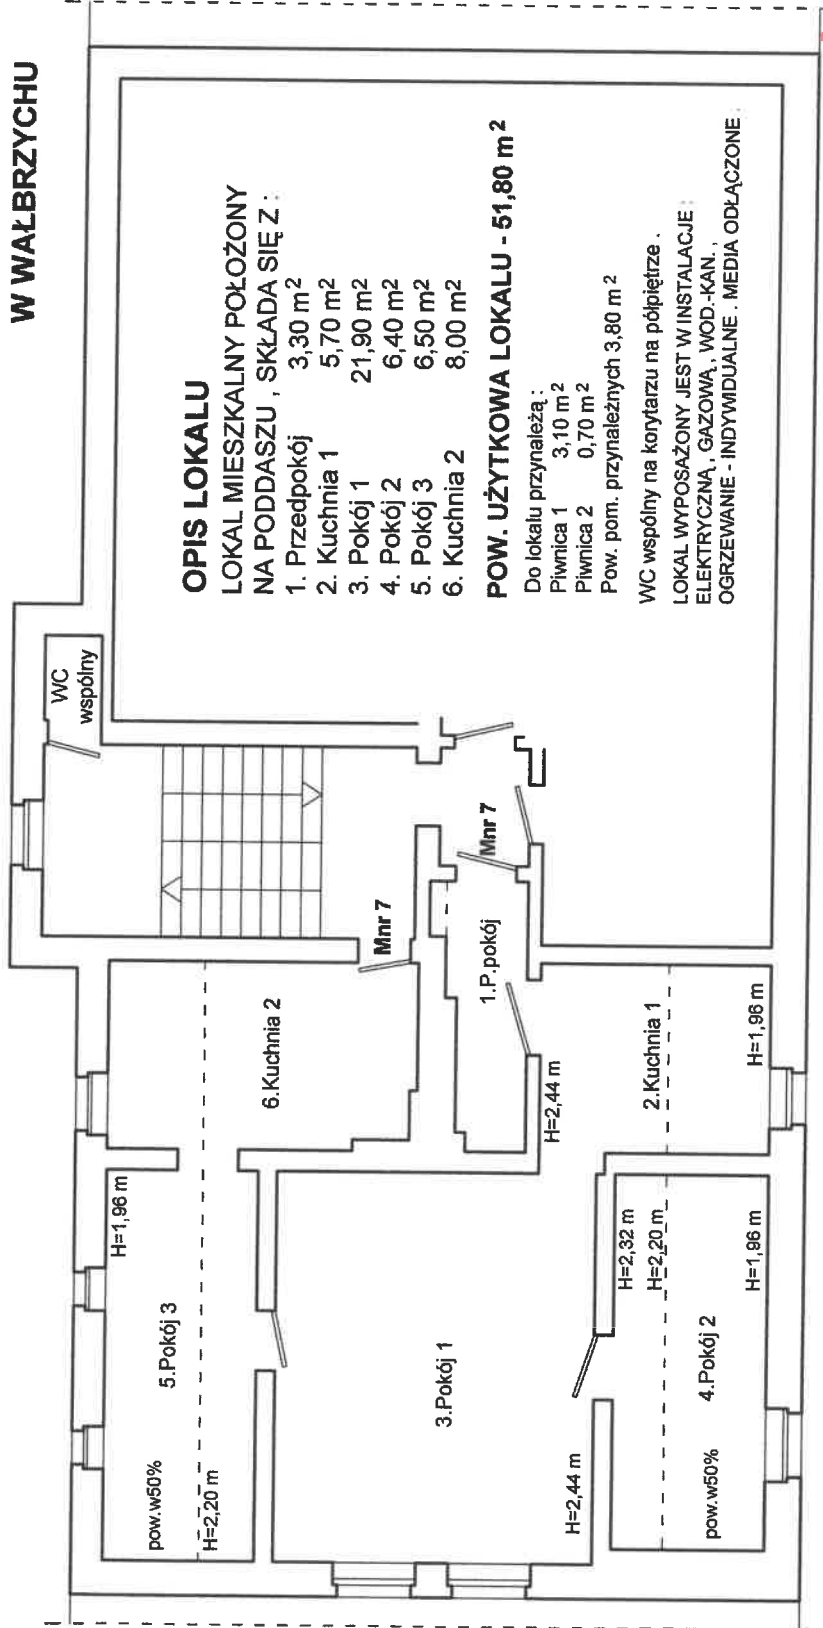 W WAŁBRZYCHU
OPIS LOKALU
LOKAL MIESZKALNY POŁOŻONY
NA PODDASZU , SKŁADA SIĘ Z :
1. Przedpokój 3,30 m2
2. Kuchnia 1 5,70 m2
3. Pokój 1 21,90 m2
4. Pokój 2 6,40 m2
5. Pokój 3 6,50 m2
6. Kuchnia 2 8,00 m2
POW. UŻYTKOWA LOKALU - 51,80 m 2
Do lokalu przynależą :
Piwnica 1 3,10 m 2
Piwnica 2 0,70 m 2
Pow. pom. przynależnych 3,80 m 2
WC wspólny na korytarzu na półpiętrze .
LOKAL WYPOSAŻONY JEST W INSTALACJE :
ELEKTRYCZNĄ , GAZOWĄ , WOD.-KAN. ,
OGRZEWANIE - INDYWIDUALNE . MEDIA ODŁĄCZONE .
WC
wspólny
Mnr 7
Mnr 7
6.Kuchnia 2
1.P.pokój
2.Kuchnia 1
H=1,96 m
H=2,44 m
H=1,96 m
5.Pokój 3
pow.w50%
H=2,20 m
3.Pokój 1
H=2,44 m
H=2,32 m
H=2,20 m
H=1,96 m
4.Pokój 2
pow.w50%